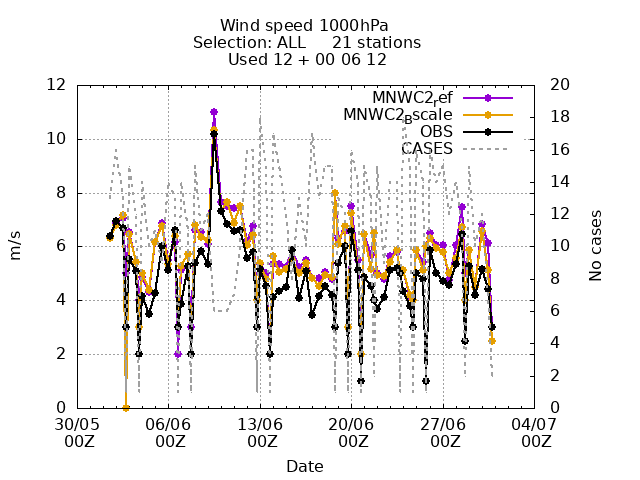 Wind speed 1000hPa
Selection: ALL 21 stations
Used 12 + 00 06 12
MNWC2_ref
MNWC2_Bscale
OBS
CASES
m/s
12
10
8
6
4
2
0
No cases
20
18
16
14
12
10
8
6
4
2
0
30/05 06/06 13/06 20/06 27/06 04/07
00Z 00Z 00Z 00Z 00Z 00Z
Date